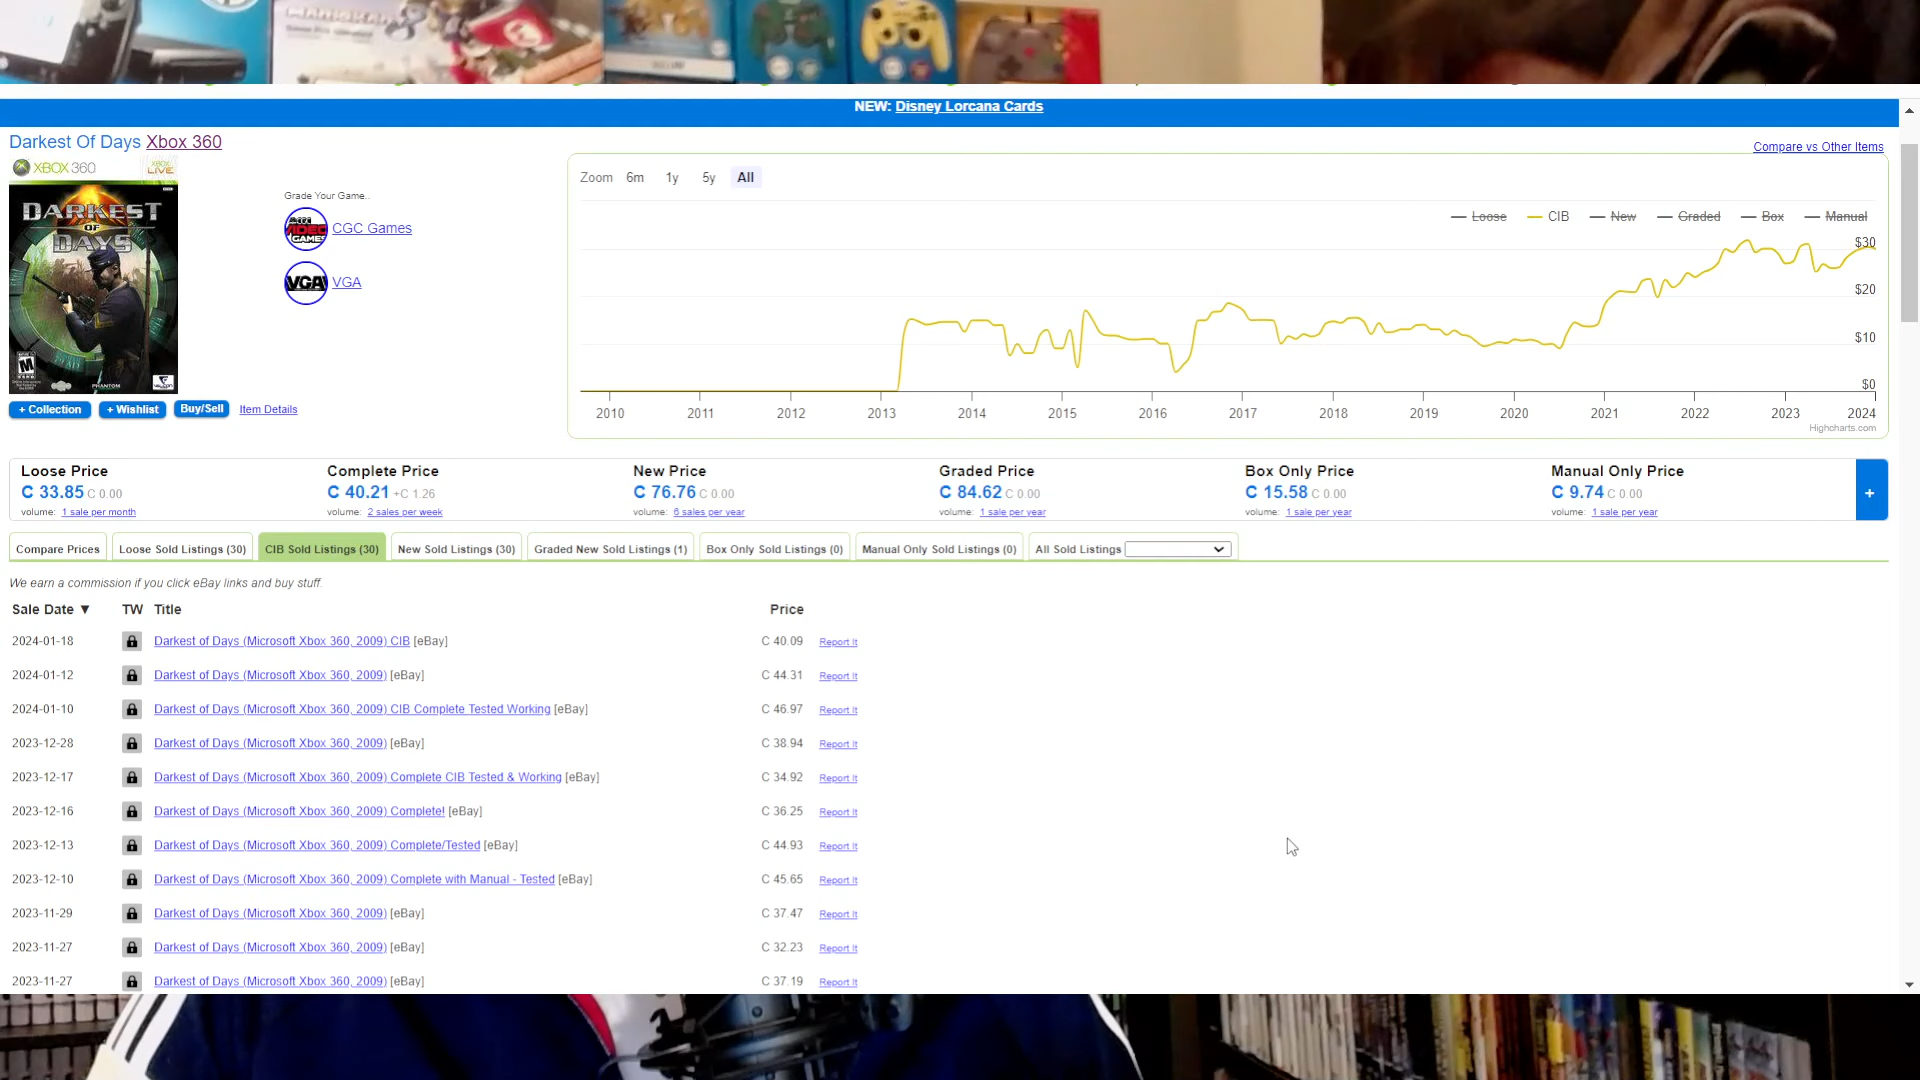 NEW: Disney Lorcana Cards
Darkest Of Days Xbox 360
Compare vs Other Items
XBOX 360
XBOX LIVE
DARKEST OF DAYS
M
PHANTOM
Grade Your Game..
CGC Games
VGA VGA
+ Collection + Wishlist Buy/Sell Item Details
Zoom 6m 1y 5y All
Loose CIB New Graded Box Manual
$30
$20
$10
$0
2010 2011 2012 2013 2014 2015 2016 2017 2018 2019 2020 2021 2022 2023 2024
Highcharts.com
Loose Price Complete Price New Price Graded Price Box Only Price Manual Only Price
C 33.85 C 0.00 C 40.21 +C 1.26 C 76.76 C 0.00 C 84.62 C 0.00 C 15.58 C 0.00 C 9.74 C 0.00 +
volume: 1 sale per month volume: 2 sales per week volume: 6 sales per year volume: 1 sale per year volume: 1 sale per year volume: 1 sale per year
Compare Prices Loose Sold Listings (30) CIB Sold Listings (30) New Sold Listings (30) Graded New Sold Listings (1) Box Only Sold Listings (0) Manual Only Sold Listings (0) All Sold Listings
We earn a commission if you click eBay links and buy stuff.
Sale Date ▼ TW Title Price
2024-01-18 Darkest of Days (Microsoft Xbox 360, 2009) CIB [eBay] C 40.09 Report It
2024-01-12 Darkest of Days (Microsoft Xbox 360, 2009) [eBay] C 44.31 Report It
2024-01-10 Darkest of Days (Microsoft Xbox 360, 2009) CIB Complete Tested Working [eBay] C 46.97 Report It
2023-12-28 Darkest of Days (Microsoft Xbox 360, 2009) [eBay] C 38.94 Report It
2023-12-17 Darkest of Days (Microsoft Xbox 360, 2009) Complete CIB Tested & Working [eBay] C 34.92 Report It
2023-12-16 Darkest of Days (Microsoft Xbox 360, 2009) Complete! [eBay] C 36.25 Report It
2023-12-13 Darkest of Days (Microsoft Xbox 360, 2009) Complete/Tested [eBay] C 44.93 Report It
2023-12-10 Darkest of Days (Microsoft Xbox 360, 2009) Complete with Manual - Tested [eBay] C 45.65 Report It
2023-11-29 Darkest of Days (Microsoft Xbox 360, 2009) [eBay] C 37.47 Report It
2023-11-27 Darkest of Days (Microsoft Xbox 360, 2009) [eBay] C 32.23 Report It
2023-11-27 Darkest of Days (Microsoft Xbox 360, 2009) [eBay] C 37.19 Report It